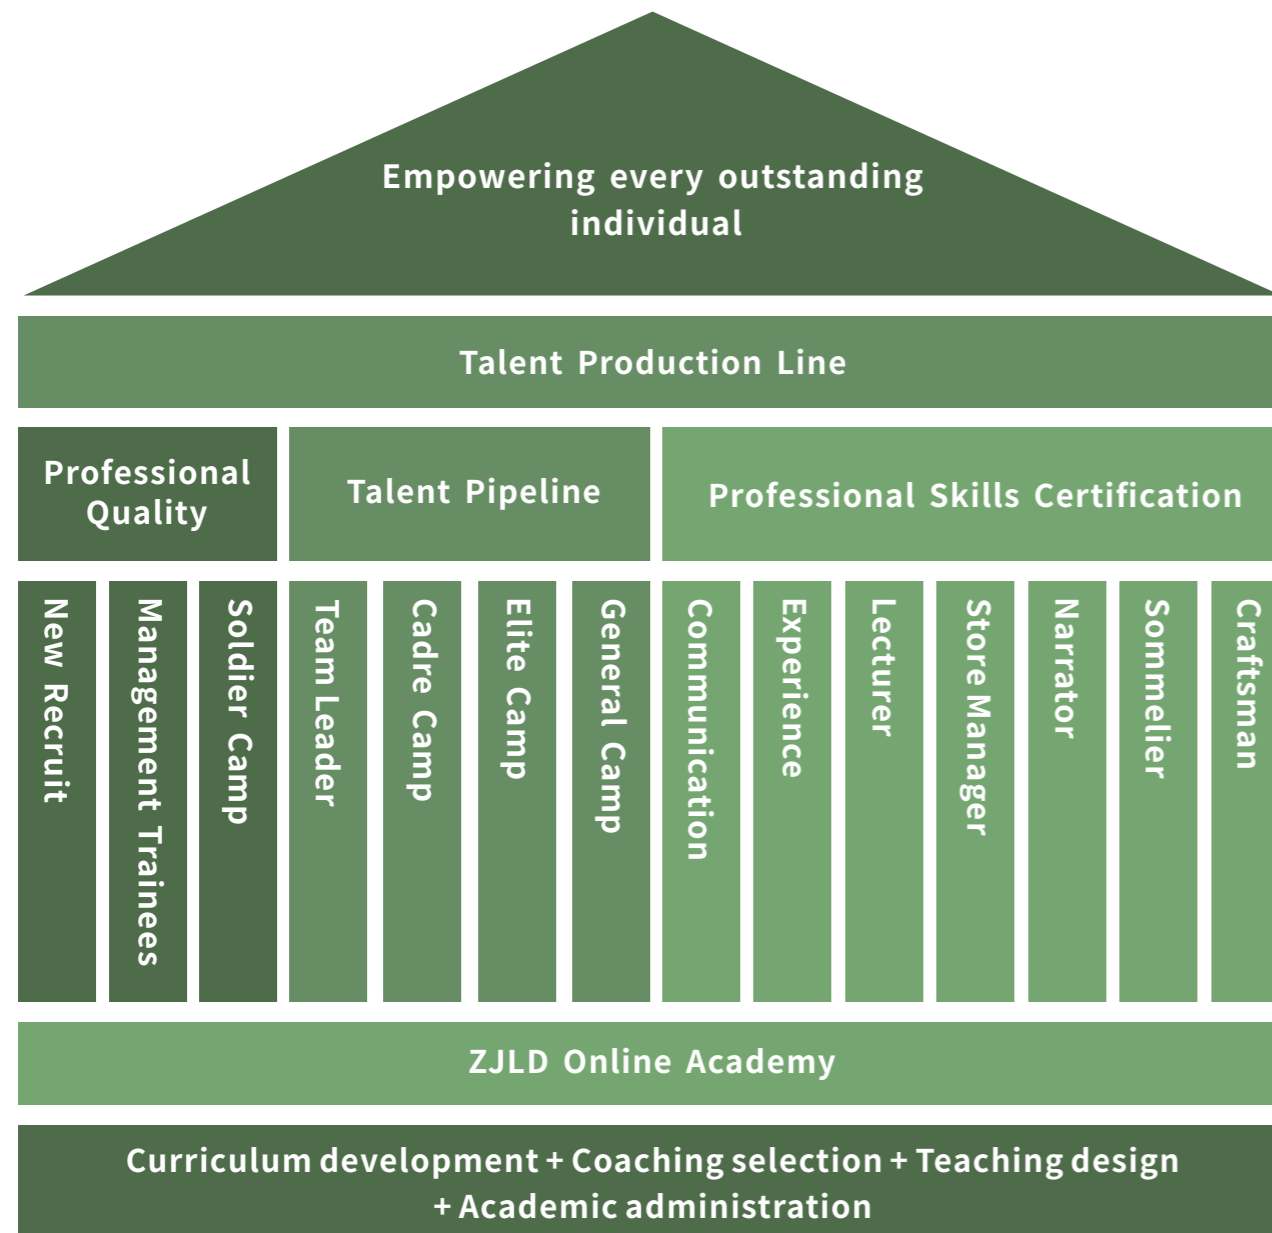 Empowering every outstanding
individual
Talent Production Line
Professional
Quality
Talent Pipeline
Professional Skills Certification
New Recruit
Management Trainees
Soldier Camp
Team Leader
Cadre Camp
Elite Camp
General Camp
Communication
Experience
Lecturer
Store Manager
Narrator
Sommelier
Craftsman
ZJLD Online Academy
Curriculum development + Coaching selection + Teaching design
+ Academic administration